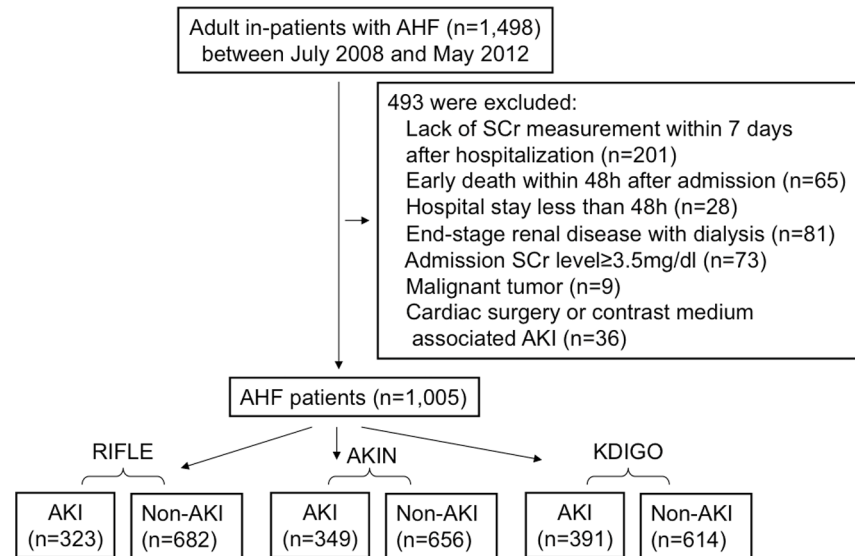 Adult in-patients with AHF (n=1,498)
between July 2008 and May 2012
493 were excluded:
Lack of SCr measurement within 7 days
after hospitalization (n=201)
Early death within 48h after admission (n=65)
Hospital stay less than 48h (n=28)
End-stage renal disease with dialysis (n=81)
Admission SCr level≥3.5mg/dl (n=73)
Malignant tumor (n=9)
Cardiac surgery or contrast medium
associated AKI (n=36)
AHF patients (n=1,005)
RIFLE
AKIN
KDIGO
AKI
(n=323)
Non-AKI
(n=682)
AKI
(n=349)
Non-AKI
(n=656)
AKI
(n=391)
Non-AKI
(n=614)